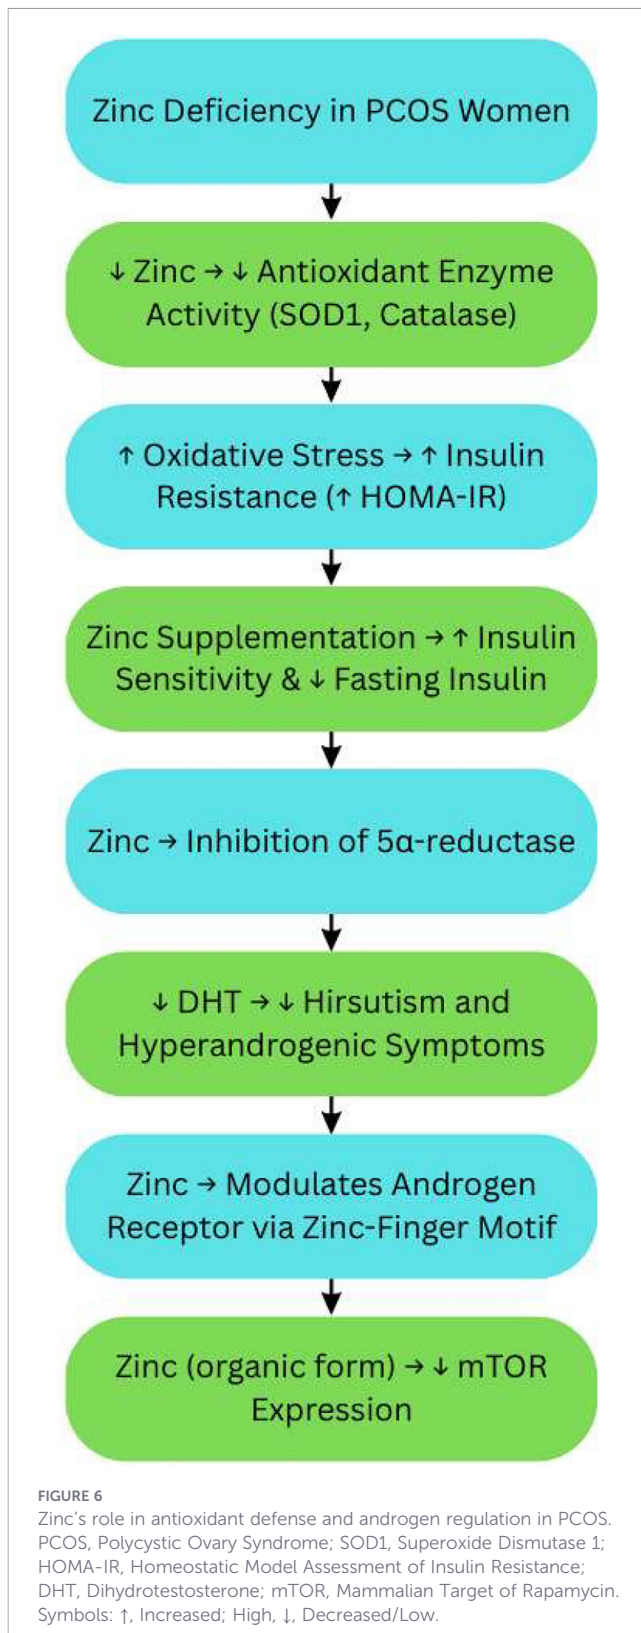 Zinc Deficiency in PCOS Women
↓ Zinc → ↓ Antioxidant Enzyme
Activity (SOD1, Catalase)
↑ Oxidative Stress → ↑ Insulin
Resistance (↑ HOMA-IR)
Zinc Supplementation → ↑ Insulin
Sensitivity & ↓ Fasting Insulin
Zinc → Inhibition of 5α-reductase
↓ DHT → ↓ Hirsutism and
Hyperandrogenic Symptoms
Zinc → Modulates Androgen
Receptor via Zinc-Finger Motif
Zinc (organic form) → ↓ mTOR
Expression
FIGURE 6
Zinc's role in antioxidant defense and androgen regulation in PCOS.
PCOS, Polycystic Ovary Syndrome; SOD1, Superoxide Dismutase 1;
HOMA-IR, Homeostatic Model Assessment of Insulin Resistance;
DHT, Dihydrotestosterone; mTOR, Mammalian Target of Rapamycin.
Symbols: ↑, Increased; High, ↓, Decreased/Low.